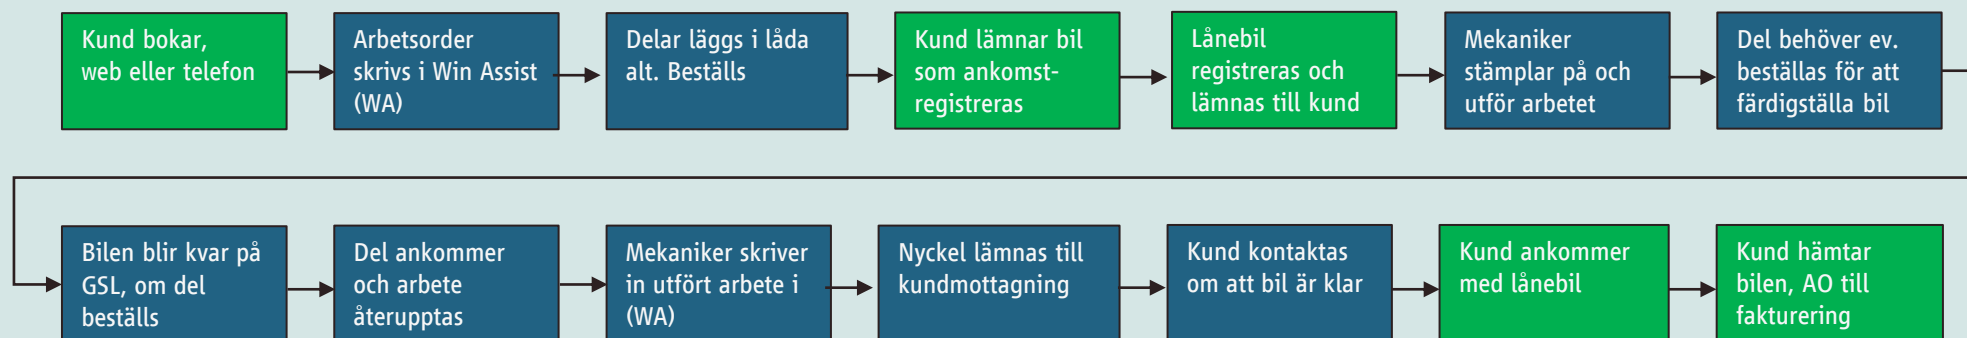 Kund bokar,
web eller telefon
Arbetsorder
skrivs i Win Assist
(WA)
Delar läggs i låda
alt. Beställs
Kund lämnar bil
som ankomst-
registreras
Lånebil
registreras och
lämnas till kund
Mekaniker
stämplar på och
utför arbetet
Del behöver ev.
beställas för att
färdigställa bil
Bilen blir kvar på
GSL, om del
beställs
Del ankommer
och arbete
återupptas
Mekaniker skriver
in utfört arbete i
(WA)
Nyckel lämnas till
kundmottagning
Kund kontaktas
om att bil är klar
Kund ankommer
med lånebil
Kund hämtar
bilen, AO till
fakturering